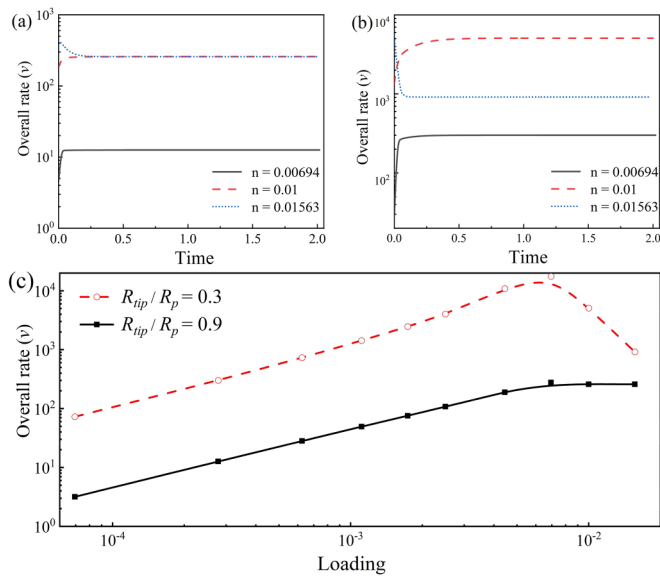 (a)
10^3
10^2
10^1
10^0
Overall rate (v)
n = 0.00694
n = 0.01
n = 0.01563
0.0 0.5 1.0 1.5 2.0
Time
(b)
10^4
10^3
10^2
Overall rate (v)
n = 0.00694
n = 0.01
n = 0.01563
0.0 0.5 1.0 1.5 2.0
Time
(c)
10^4
10^3
10^2
10^1
10^0
Overall rate (v)
R_tip / R_p = 0.3
R_tip / R_p = 0.9
10^-4 10^-3 10^-2
Loading